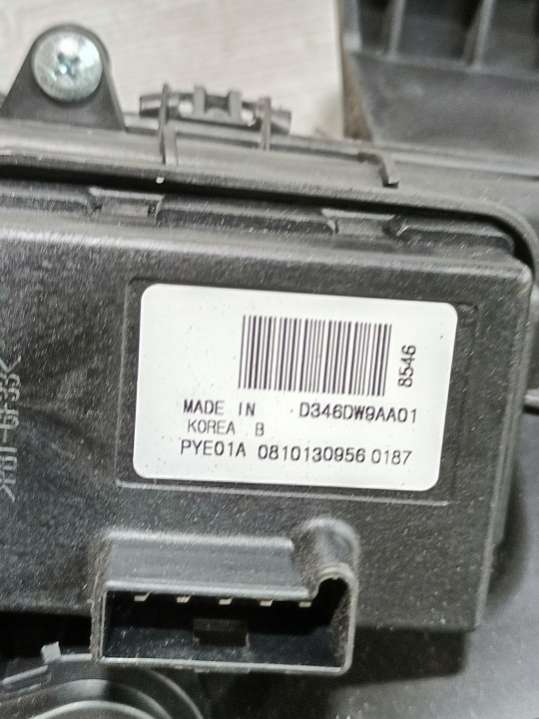 8546
MADE IN D346DW9AA01
KOREA B
PYE01A 0810130956 0187